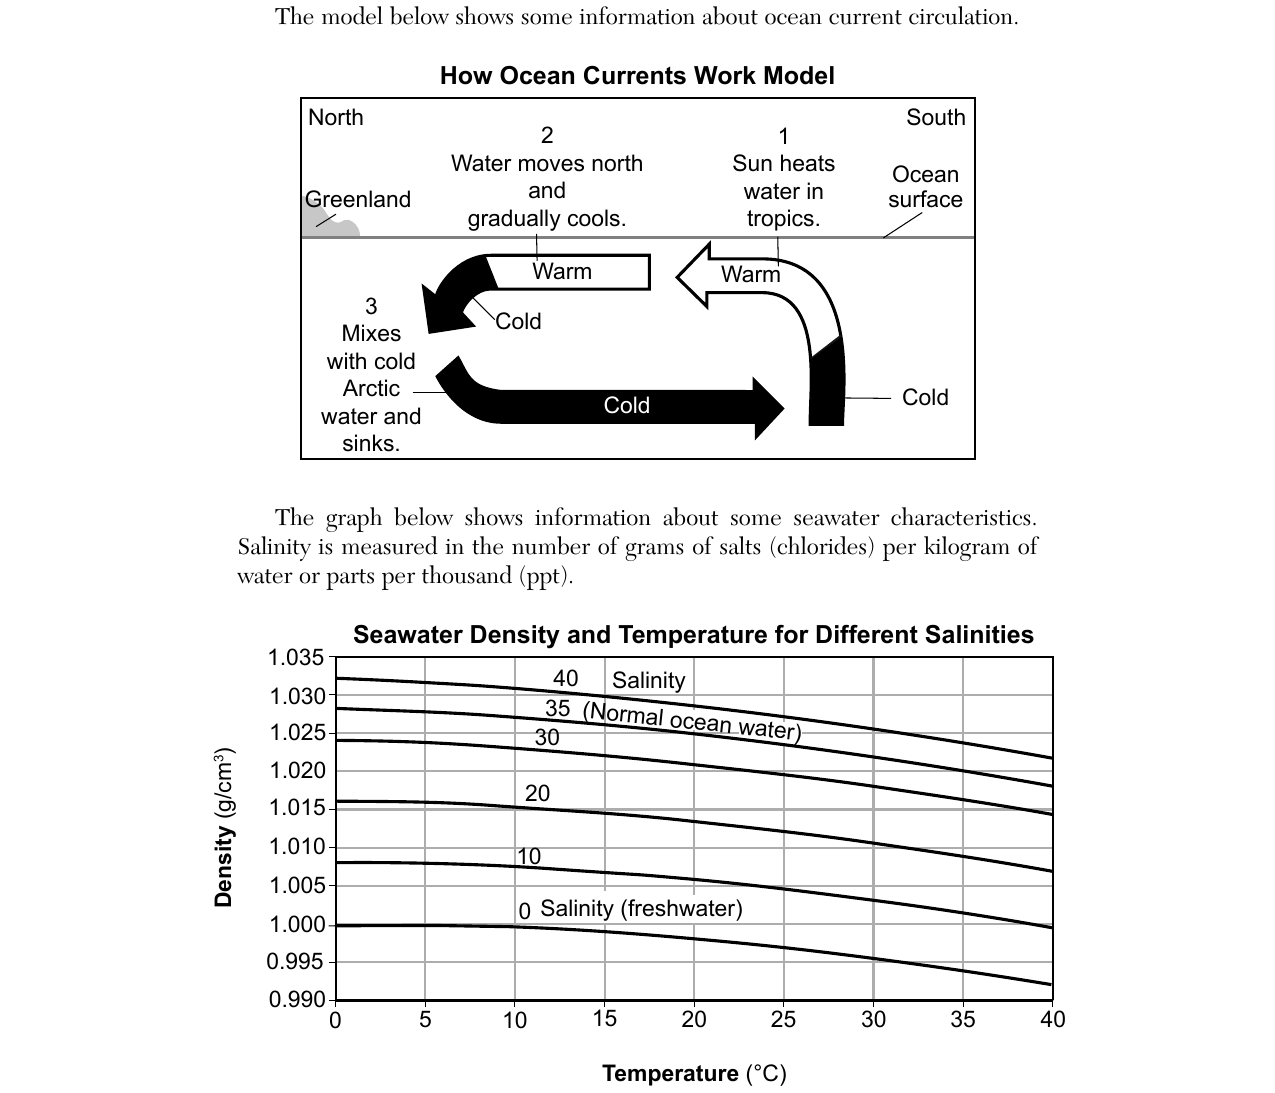 The model below shows some information about ocean current circulation.
How Ocean Currents Work Model
North
South
2
Water moves north
and
gradually cools.
1
Sun heats
water in
tropics.
Ocean
surface
Greenland
Warm
Warm
Cold
3
Mixes
with cold
Arctic
water and
sinks.
Cold
Cold
The graph below shows information about some seawater characteristics.
Salinity is measured in the number of grams of salts (chlorides) per kilogram of
water or parts per thousand (ppt).
Seawater Density and Temperature for Different Salinities
Density (g/cm³)
1.035
1.030
1.025
1.020
1.015
1.010
1.005
1.000
0.995
0.990
40 Salinity
35 (Normal ocean water)
30
20
10
0 Salinity (freshwater)
0 5 10 15 20 25 30 35 40
Temperature (°C)